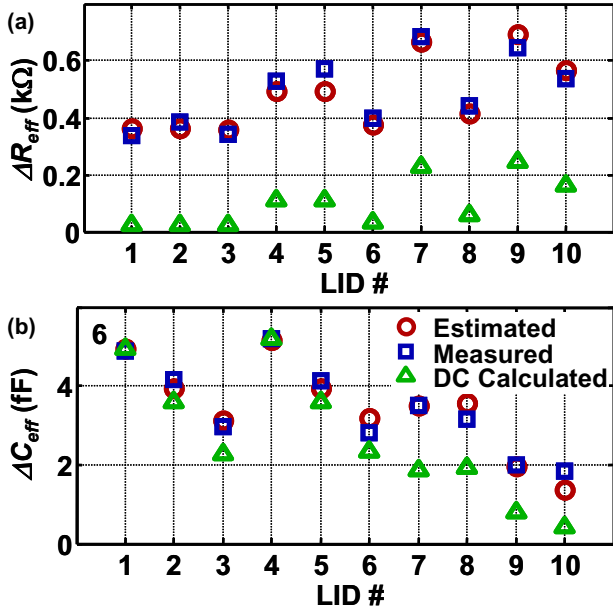 (a)
ΔR_eff (kΩ)
0.6
0.4
0.2
0
1 2 3 4 5 6 7 8 9 10
LID #
(b)
ΔC_eff (fF)
6
4
2
0
Estimated
Measured
DC Calculated
1 2 3 4 5 6 7 8 9 10
LID #